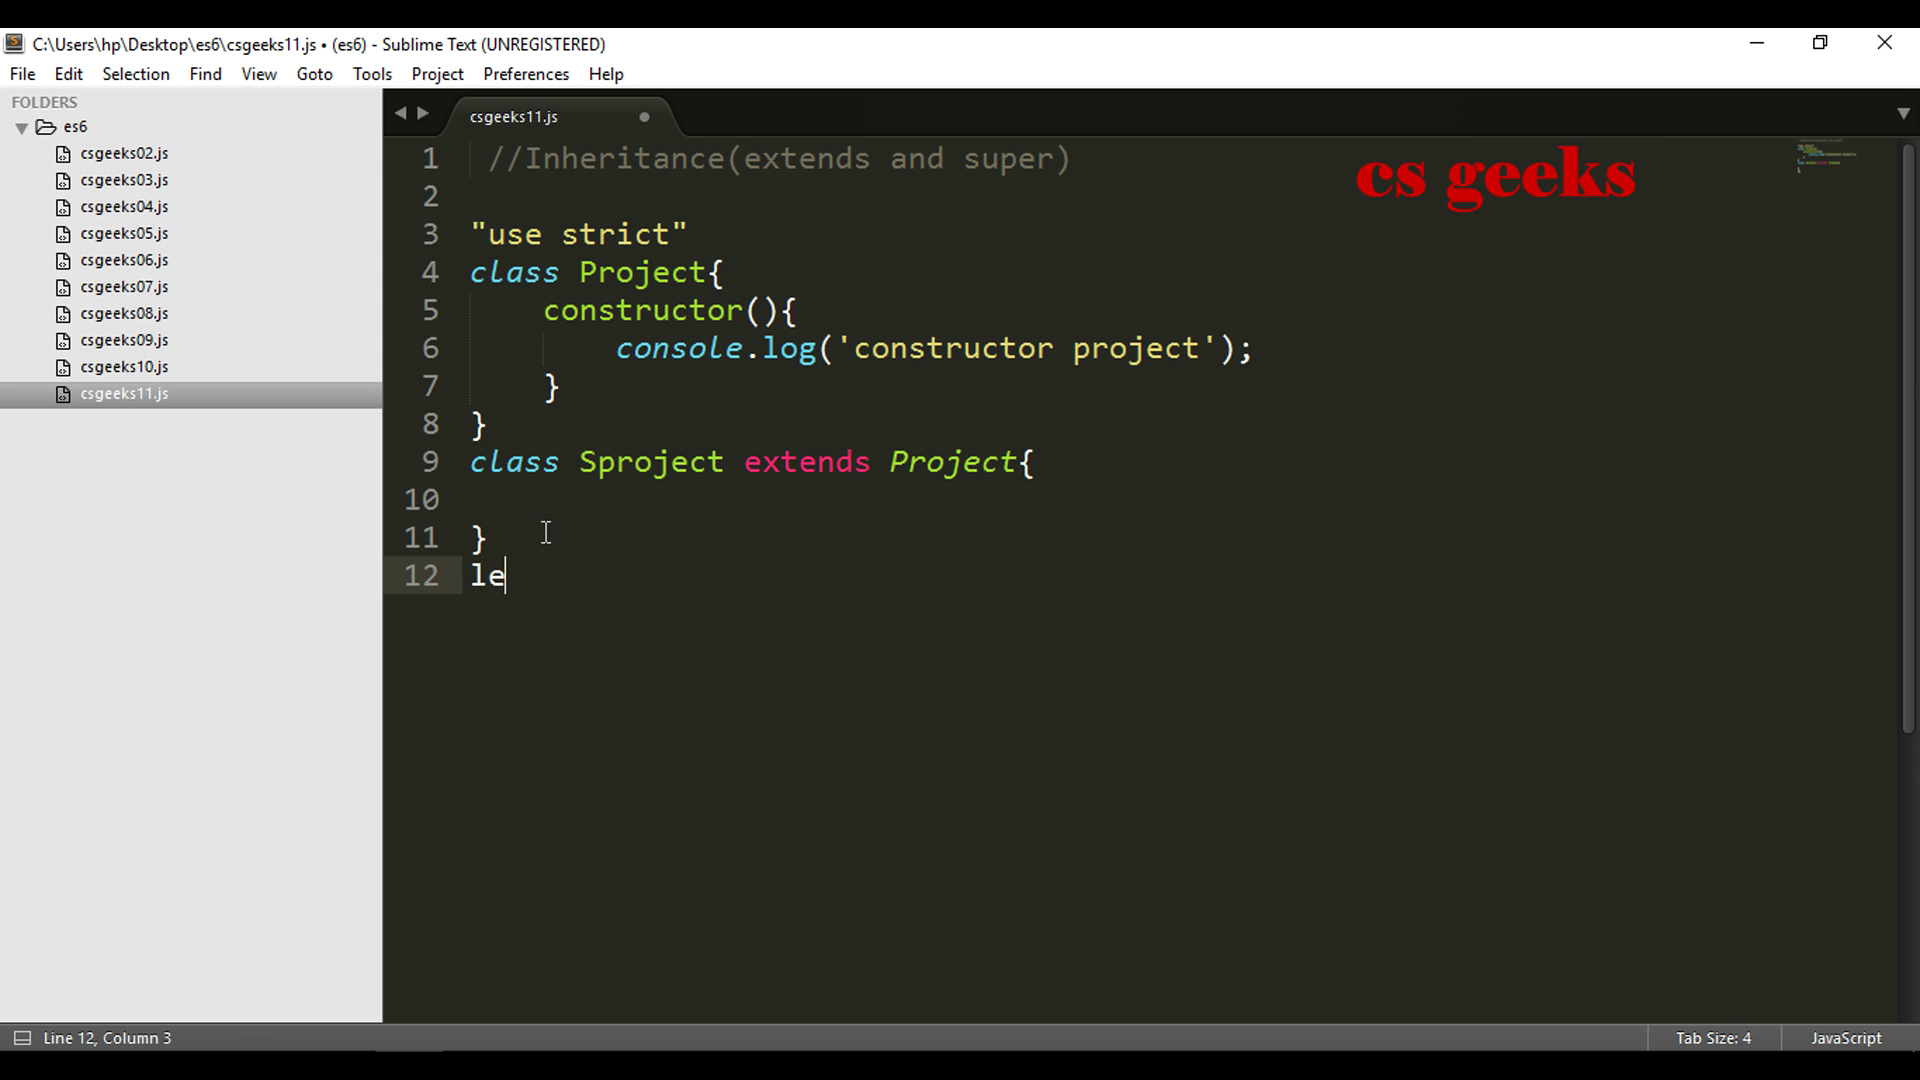 C:\Users\hp\Desktop\es6\csgeeks11.js • (es6) - Sublime Text (UNREGISTERED)
File Edit Selection Find View Goto Tools Project Preferences Help
FOLDERS
es6
csgeeks02.js
csgeeks03.js
csgeeks04.js
csgeeks05.js
csgeeks06.js
csgeeks07.js
csgeeks08.js
csgeeks09.js
csgeeks10.js
csgeeks11.js
csgeeks11.js
cs geeks
1 //Inheritance(extends and super)
2
3 "use strict"
4 class Project{
5 constructor(){
6 console.log('constructor project');
7 }
8 }
9 class Sproject extends Project{
10
11 }
12 le
Line 12, Column 3
Tab Size: 4
JavaScript